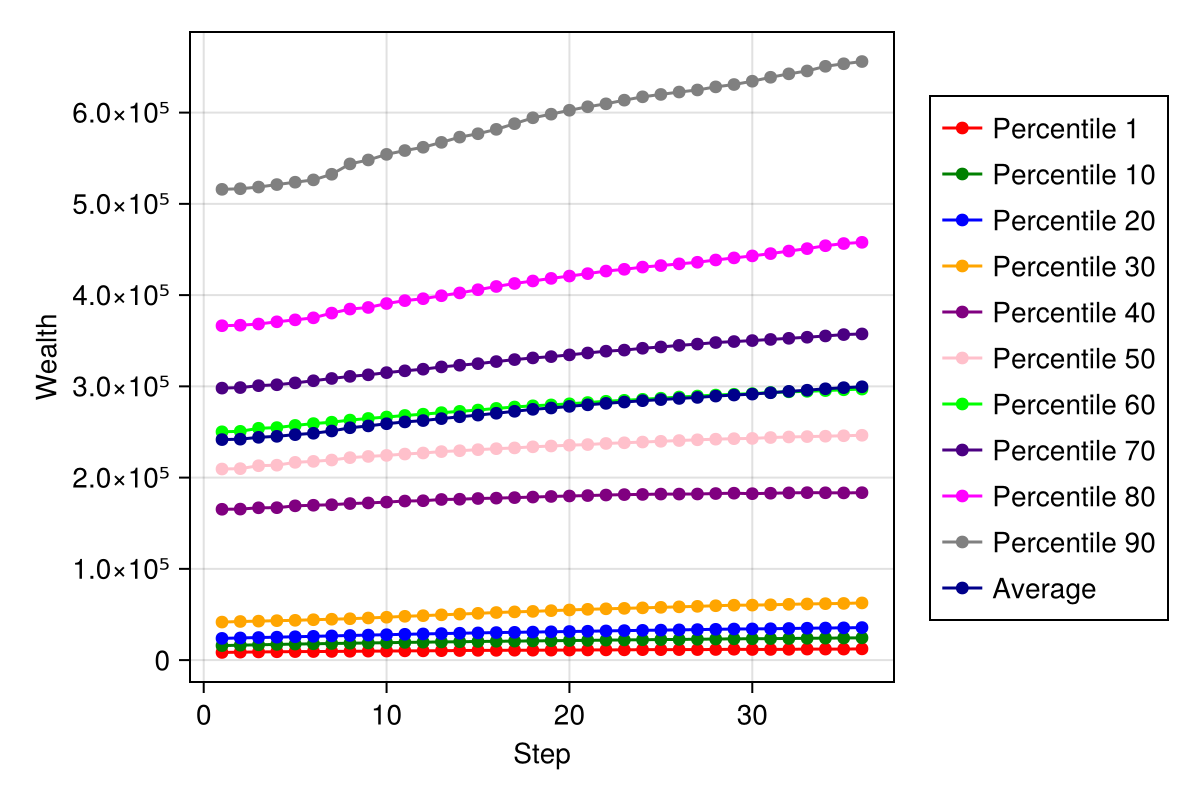 6.0×10⁵
5.0×10⁵
4.0×10⁵
3.0×10⁵
2.0×10⁵
1.0×10⁵
0
Wealth
0 10 20 30
Step
Percentile 1
Percentile 10
Percentile 20
Percentile 30
Percentile 40
Percentile 50
Percentile 60
Percentile 70
Percentile 80
Percentile 90
Average